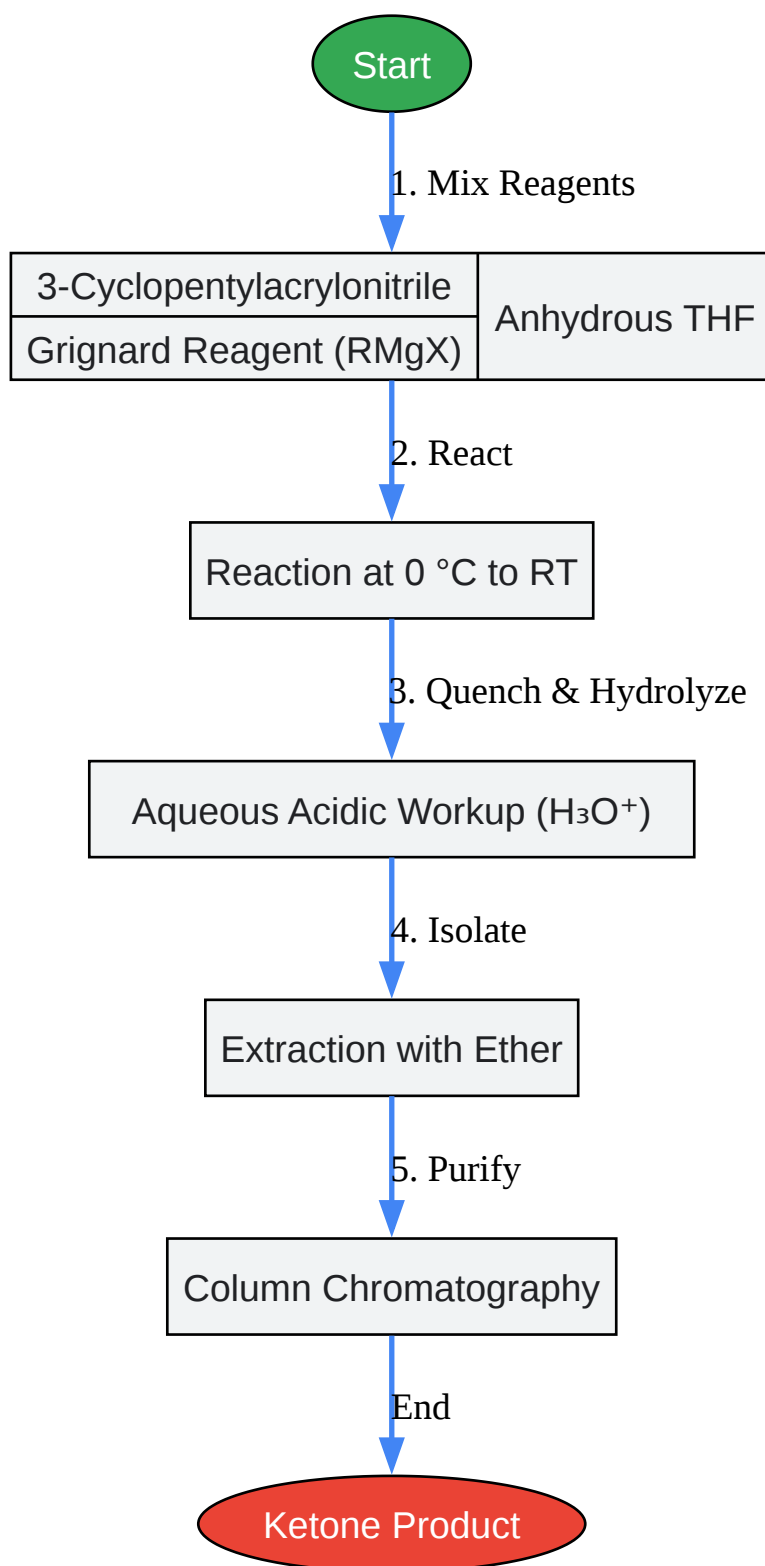 Start
1. Mix Reagents
3-Cyclopentylacrylonitrile
Grignard Reagent (RMgX)
Anhydrous THF
2. React
Reaction at 0 °C to RT
3. Quench & Hydrolyze
Aqueous Acidic Workup (H₃O⁺)
4. Isolate
Extraction with Ether
5. Purify
Column Chromatography
End
Ketone Product